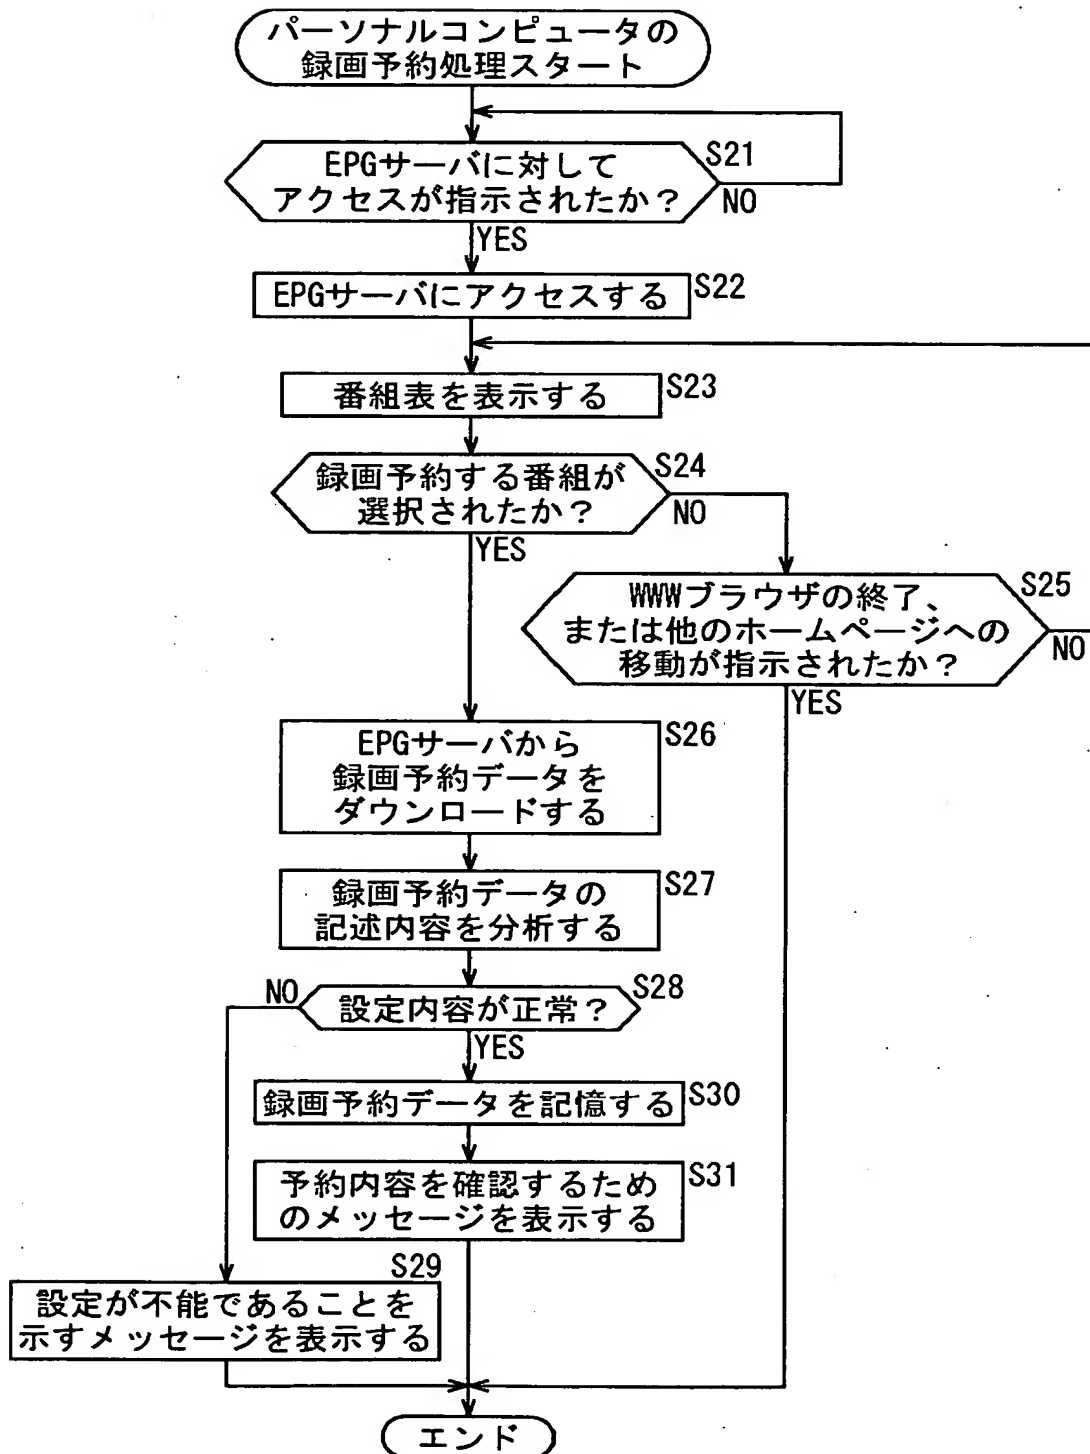 パーソナルコンピュータの
録画予約処理スタート
EPGサーバに対して
アクセスが指示されたか？
S21
NO
YES
EPGサーバにアクセスする
S22
番組表を表示する
S23
録画予約する番組が
選択されたか？
S24
NO
YES
WWWブラウザの終了、
または他のホームページへの
移動が指示されたか？
S25
NO
YES
EPGサーバから
録画予約データを
ダウンロードする
S26
録画予約データの
記述内容を分析する
S27
設定内容が正常？
S28
NO
YES
録画予約データを記憶する
S30
予約内容を確認するため
のメッセージを表示する
S31
S29
設定が不能であることを
示すメッセージを表示する
エンド